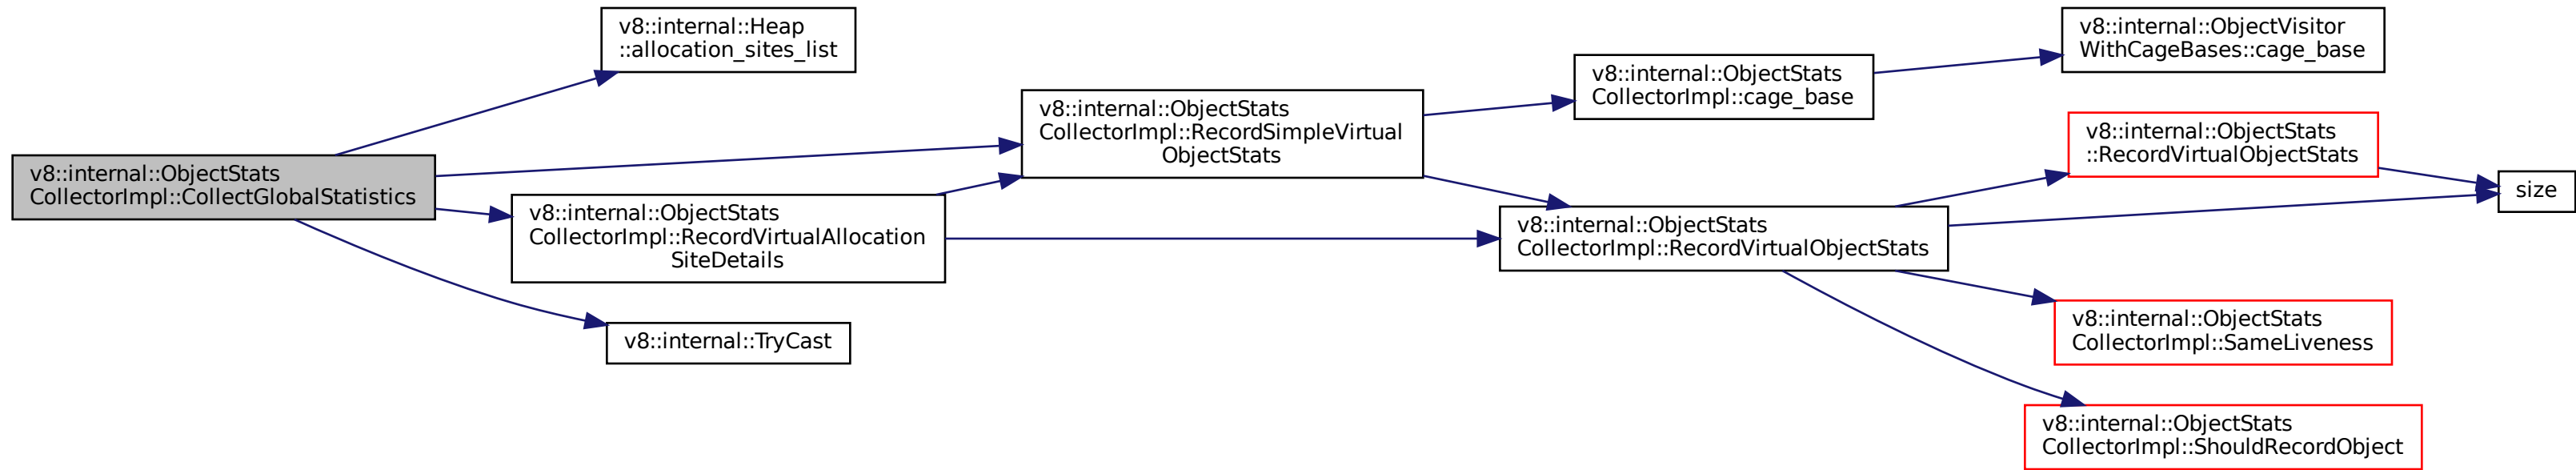 v8::internal::Heap
::allocation_sites_list
v8::internal::ObjectVisitor
WithCageBases::cage_base
v8::internal::ObjectStats
CollectorImpl::cage_base
v8::internal::ObjectStats
CollectorImpl::RecordSimpleVirtual
ObjectStats
v8::internal::ObjectStats
::RecordVirtualObjectStats
v8::internal::ObjectStats
CollectorImpl::CollectGlobalStatistics
size
v8::internal::ObjectStats
CollectorImpl::RecordVirtualAllocation
SiteDetails
v8::internal::ObjectStats
CollectorImpl::RecordVirtualObjectStats
v8::internal::TryCast
v8::internal::ObjectStats
CollectorImpl::SameLiveness
v8::internal::ObjectStats
CollectorImpl::ShouldRecordObject